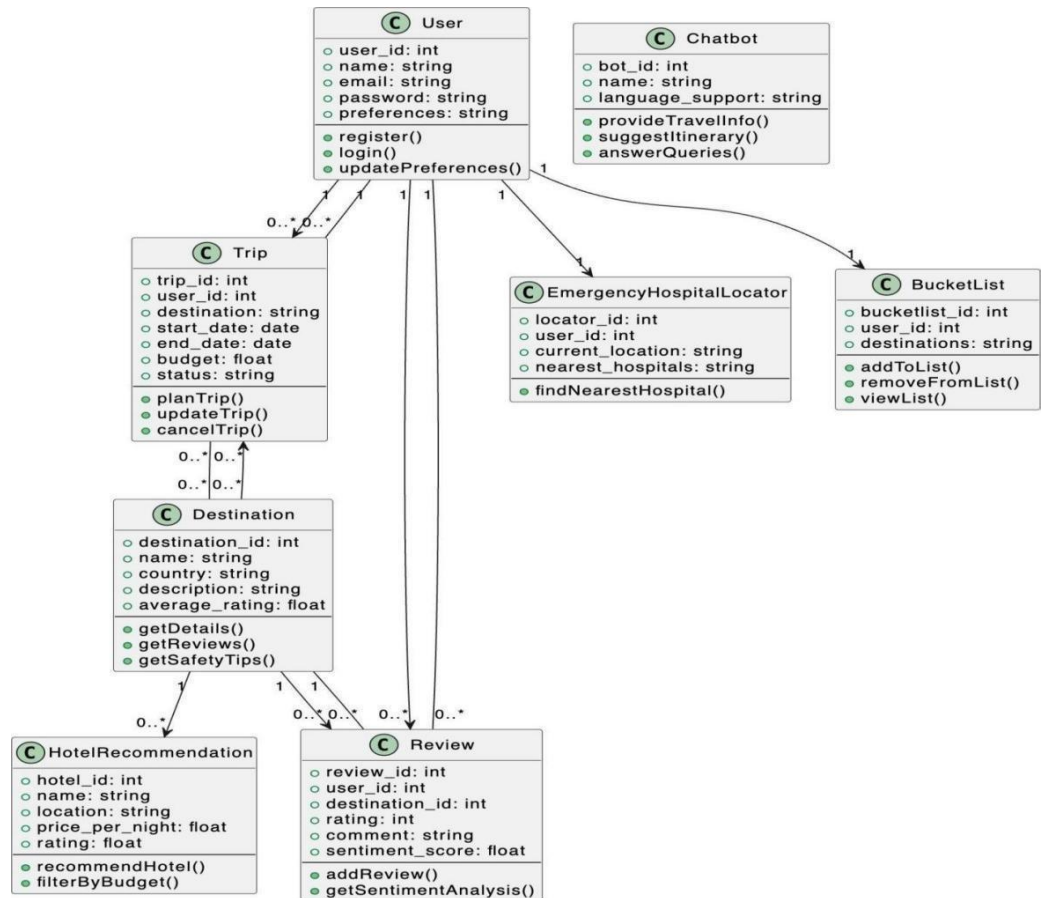 C User
user_id: int
name: string
email: string
password: string
preferences: string
register()
login()
updatePreferences()
C Chatbot
bot_id: int
name: string
language_support: string
provideTravelInfo()
suggestItinerary()
answerQueries()
1 1 1 1 1 1
0..* 0..*
C Trip
trip_id: int
user_id: int
destination: string
start_date: date
end_date: date
budget: float
status: string
planTrip()
updateTrip()
cancelTrip()
1
C EmergencyHospitalLocator
locator_id: int
user_id: int
current_location: string
nearest_hospitals: string
findNearestHospital()
1
C BucketList
bucketlist_id: int
user_id: int
destinations: string
addToList()
removeFromList()
viewList()
0..* 0..*
0..* 0..*
C Destination
destination_id: int
name: string
country: string
description: string
average_rating: float
getDetails()
getReviews()
getSafetyTips()
1 1 1
0..* 0..* 0..* 0..* 0..*
C HotelRecommendation
hotel_id: int
name: string
location: string
price_per_night: float
rating: float
recommendHotel()
filterByBudget()
C Review
review_id: int
user_id: int
destination_id: int
rating: int
comment: string
sentiment_score: float
addReview()
getSentimentAnalysis()